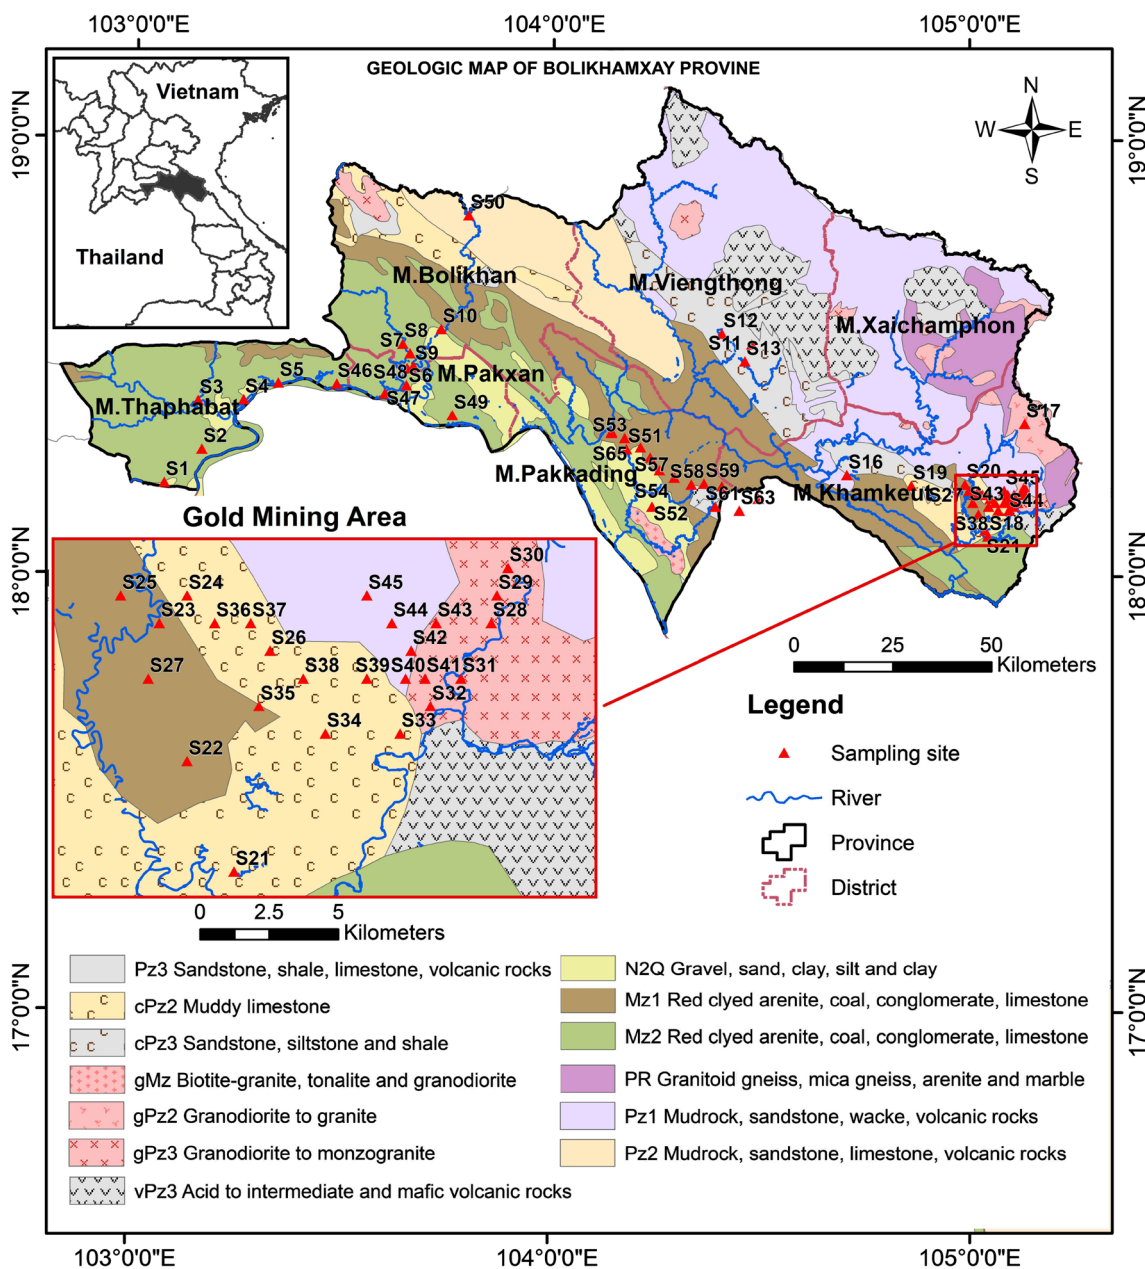 103°0'0"E 104°0'0"E 105°0'0"E
GEOLOGIC MAP OF BOLIKHAMXAY PROVINE
Vietnam
Thailand
N
W E
S
19°0'0"N 19°0'0"N
S50
M.Bolikhan
M.Viengthong
S10
S8
S7
S9
S12
S11
S13
M.Xaichamphon
S5
S46
S48
S6
M.Pakxan
S3
S4
S47
M.Thaphabat
S49
S17
S2
S53
S51
S65
S1
M.Pakkading
S57
S58
S59
S16
S19
S20
S45
S54
S61
S63
M.Khamkeut
S27
S43
S44
S52
S38
S18
S21
Gold Mining Area
18°0'0"N 18°0'0"N
S30
S25
S24
S45
S29
S23
S36
S37
S44
S43
S28
S26
S42
S27
S38
S39
S40
S41
S31
S35
S32
S34
S33
S22
S21
0 25 50
Kilometers
Legend
Sampling site
River
Province
District
0 2.5 5
Kilometers
Pz3 Sandstone, shale, limestone, volcanic rocks
cPz2 Muddy limestone
cPz3 Sandstone, siltstone and shale
gMz Biotite-granite, tonalite and granodiorite
gPz2 Granodiorite to granite
gPz3 Granodiorite to monzogranite
vPz3 Acid to intermediate and mafic volcanic rocks
N2Q Gravel, sand, clay, silt and clay
Mz1 Red clyed arenite, coal, conglomerate, limestone
Mz2 Red clyed arenite, coal, conglomerate, limestone
PR Granitoid gneiss, mica gneiss, arenite and marble
Pz1 Mudrock, sandstone, wacke, volcanic rocks
Pz2 Mudrock, sandstone, limestone, volcanic rocks
17°0'0"N 17°0'0"N
103°0'0"E 104°0'0"E 105°0'0"E